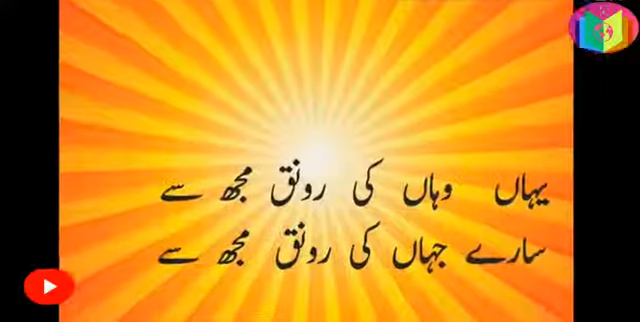 یہاں وہاں کی رونق مجھ سے
سارے جہاں کی رونق مجھ سے